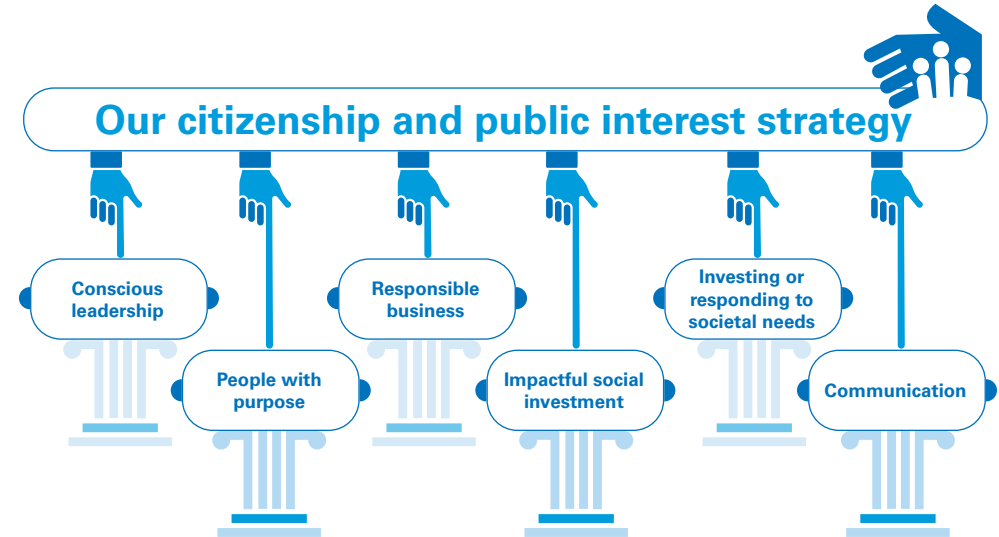 Our citizenship and public interest strategy
Conscious
leadership
People with
purpose
Responsible
business
Impactful social
investment
Investing or
responding to
societal needs
Communication